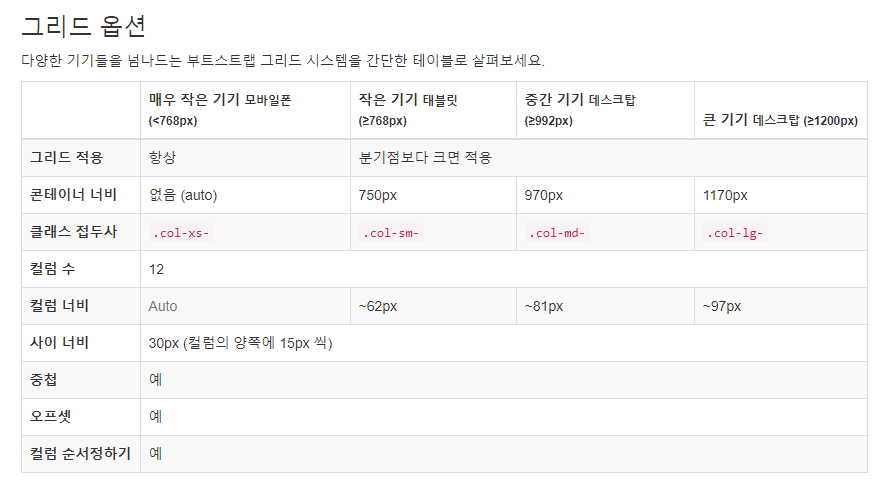 그리드 옵션
다양한 기기들을 넘나드는 부트스트랩 그리드 시스템을 간단한 테이블로 살펴보세요.
매우 작은 기기 모바일폰 (<768px) 작은 기기 태블릿 (≥768px) 중간 기기 데스크탑 (≥992px) 큰 기기 데스크탑 (≥1200px)
그리드 적용 항상 분기점보다 크면 적용
콘테이너 너비 없음 (auto) 750px 970px 1170px
클래스 접두사 .col-xs- .col-sm- .col-md- .col-lg-
컬럼 수 12
컬럼 너비 Auto ~62px ~81px ~97px
사이 너비 30px (컬럼의 양쪽에 15px 씩)
중첩 예
오프셋 예
컬럼 순서정하기 예